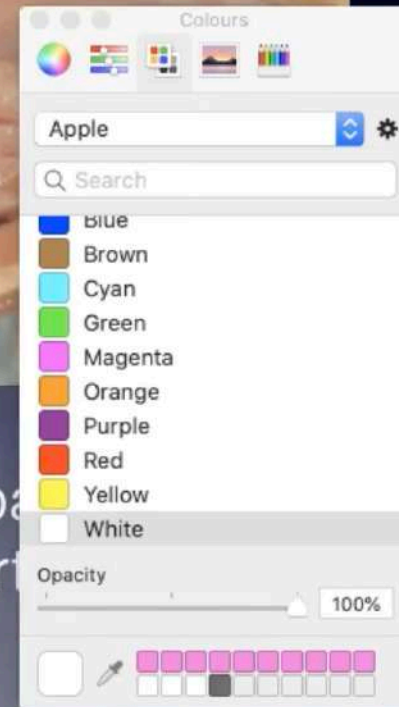 Colours
Apple
Search
Blue
Brown
Cyan
Green
Magenta
Orange
Purple
Red
Yellow
White
Opacity
100%